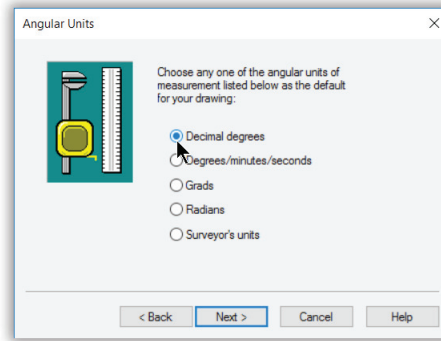 Angular Units
Choose any one of the angular units of
measurement listed below as the default
for your drawing:
Decimal degrees
Degrees/minutes/seconds
Grads
Radians
Surveyor's units
< Back Next > Cancel Help